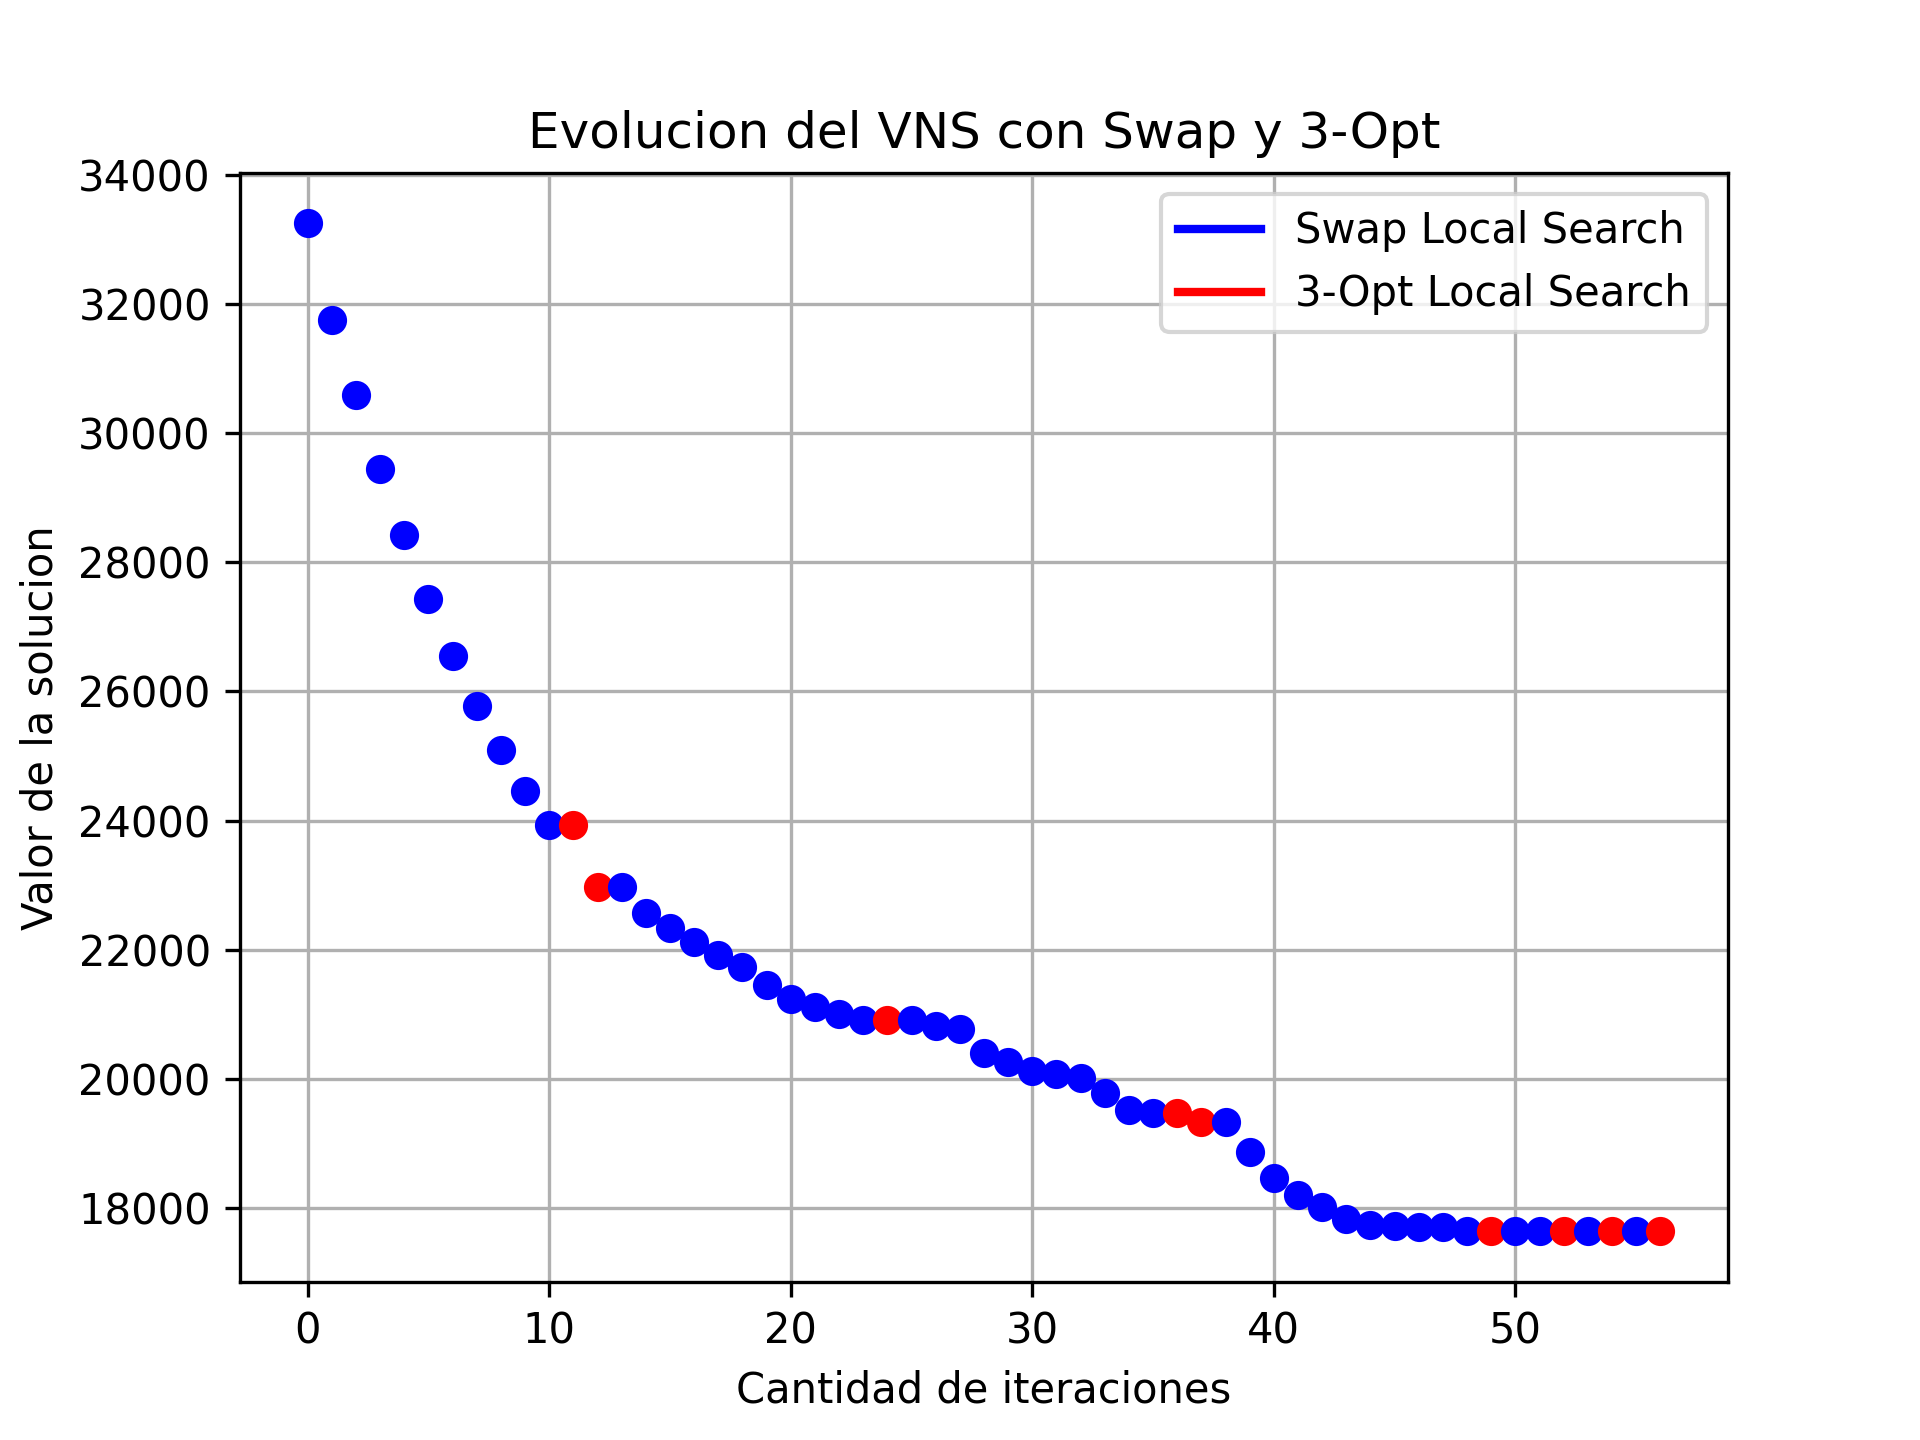 Evolucion del VNS con Swap y 3-Opt
34000
32000
30000
28000
26000
24000
22000
20000
18000
Valor de la solucion
Swap Local Search
3-Opt Local Search
0 10 20 30 40 50
Cantidad de iteraciones